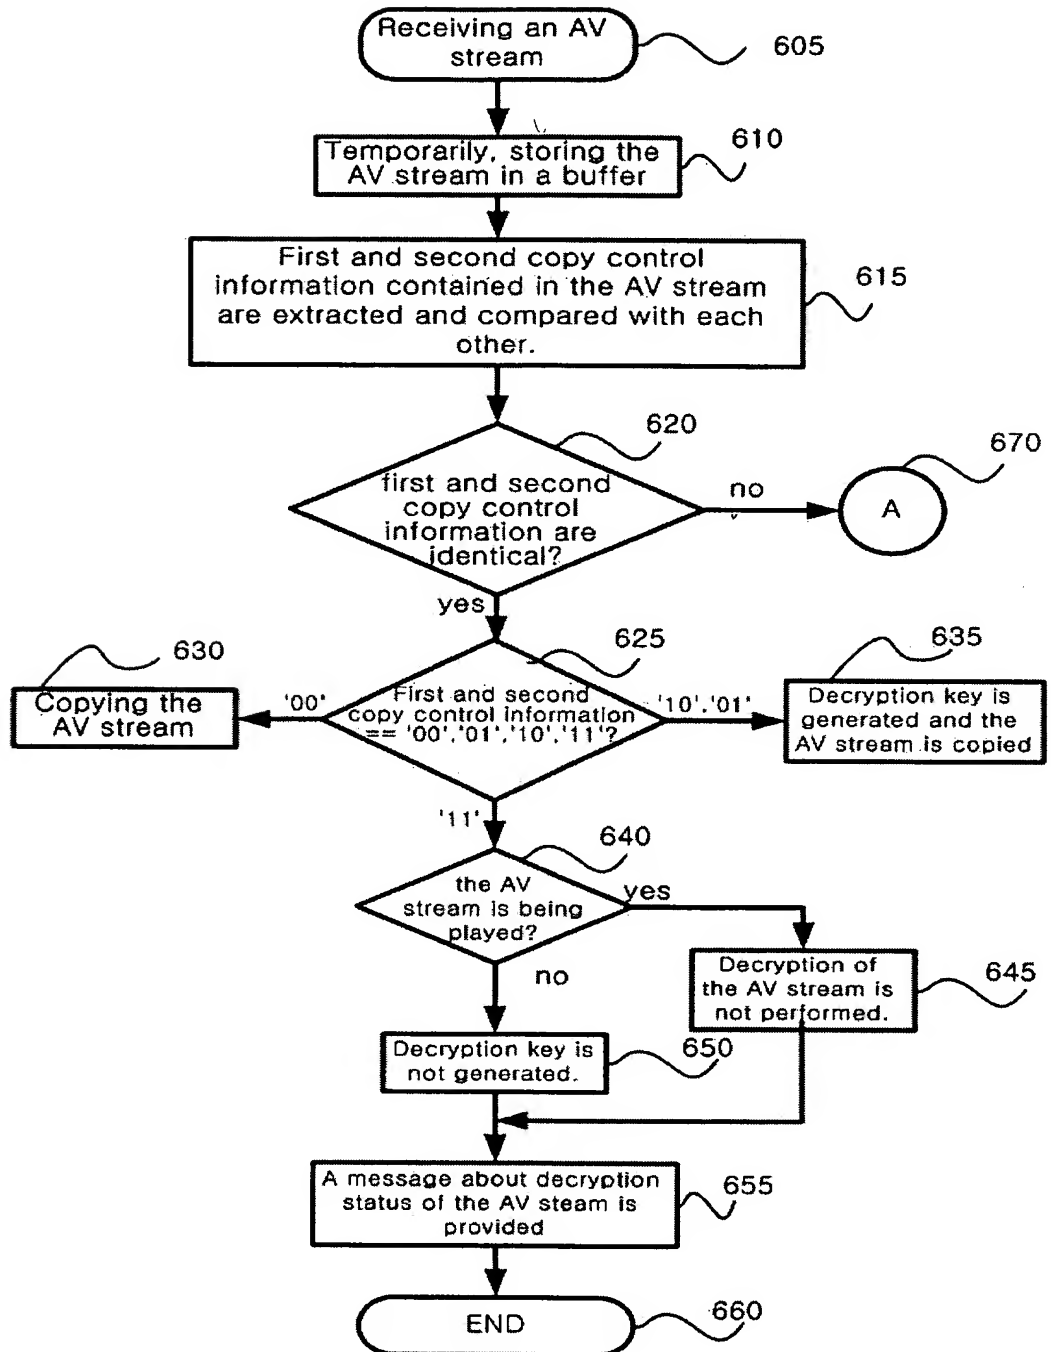 Receiving an AV
stream
605
Temporarily, storing the
AV stream in a buffer
610
First and second copy control
information contained in the AV stream
are extracted and compared with each
other.
615
620
first and second
copy control
information are
identical?
no
670
A
yes
625
First and second
copy control information
== '00','01','10','11'?
'00'
630
Copying the
AV stream
'10','01'
635
Decryption key is
generated and the
AV stream is copied
'11'
640
the AV
stream is being
played?
yes
Decryption of
the AV stream is
not performed.
645
no
Decryption key is
not generated.
650
A message about decryption
status of the AV steam is
provided
655
END
660